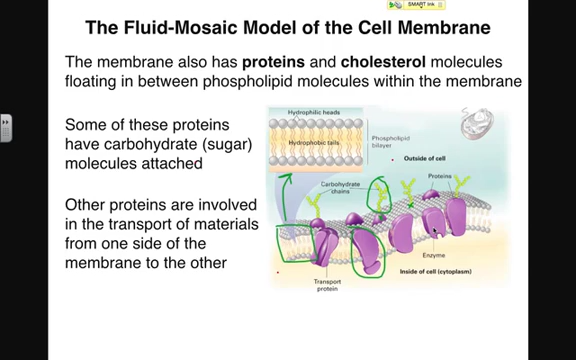 SMART Ink
The Fluid-Mosaic Model of the Cell Membrane
The membrane also has proteins and cholesterol molecules
floating in between phospholipid molecules within the membrane
Some of these proteins
have carbohydrate (sugar)
molecules attached
Other proteins are involved
in the transport of materials
from one side of the
membrane to the other
Hydrophilic heads
Hydrophobic tails
Phospholipid
bilayer
Outside of cell
Carbohydrate
chains
Proteins
Enzyme
Inside of cell (cytoplasm)
Transport
protein